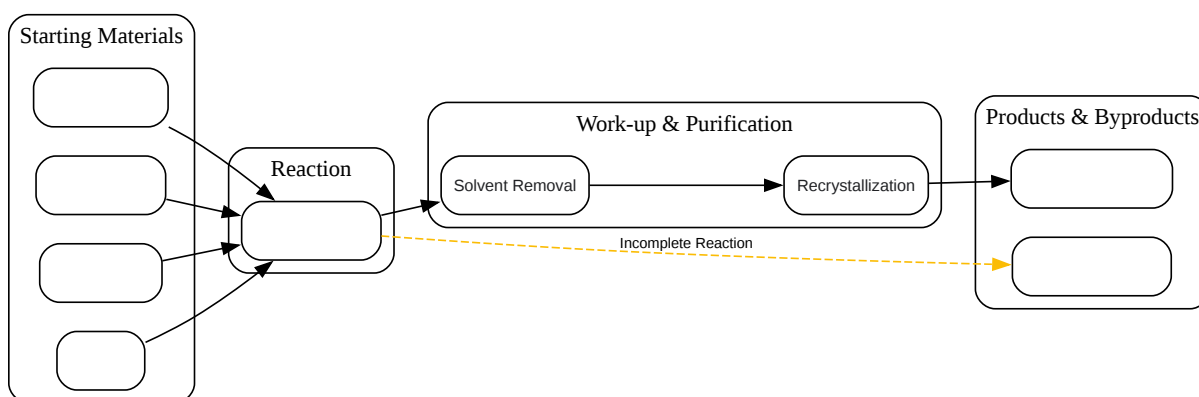 Starting Materials
Reaction
Work-up & Purification
Solvent Removal
Recrystallization
Incomplete Reaction
Products & Byproducts